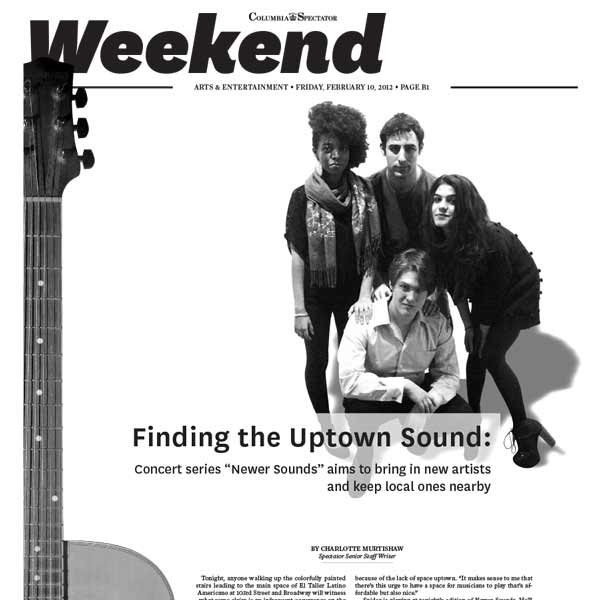 COLUMBIA SPECTATOR
Weekend
ARTS & ENTERTAINMENT • FRIDAY, FEBRUARY 10, 2012 • PAGE B1
Finding the Uptown Sound:
Concert series “Newer Sounds” aims to bring in new artists
and keep local ones nearby
BY CHARLOTTE MURTISHAW
Spectator Senior Staff Writer
Tonight, anyone walking up the colorfully painted
stairs leading to the main space of El Taller Latino
Americano at 103rd Street and Broadway will witness
because of the lack of space uptown. “It makes sense to me that
there’s this urge to have a space for musicians to play that’s af-
fordable but also nice.”